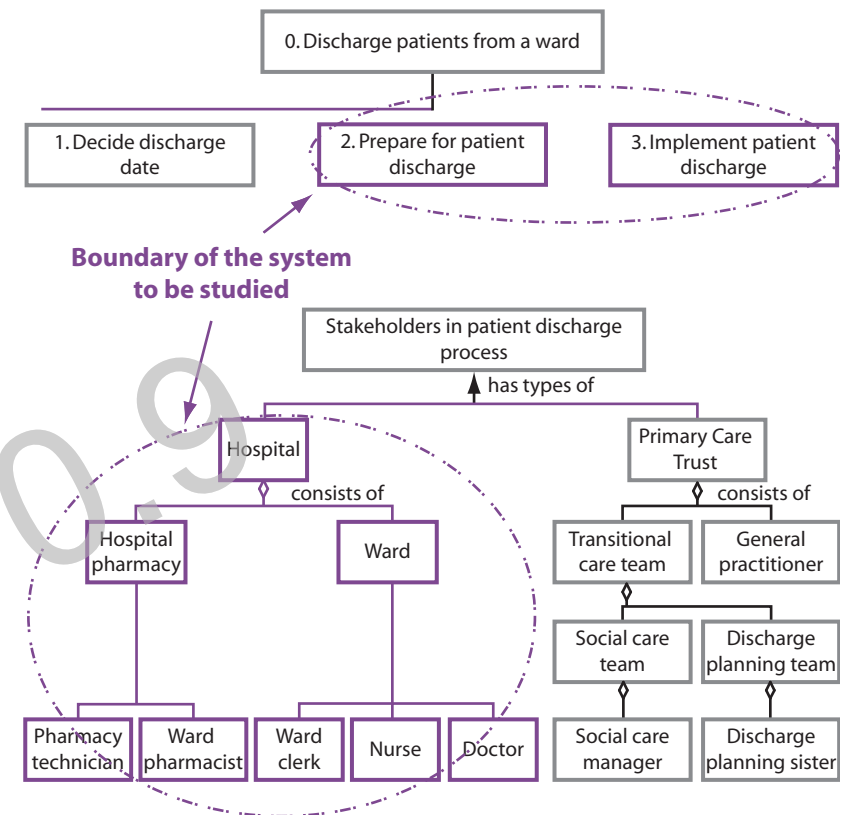 0. Discharge patients from a ward
1. Decide discharge
date
2. Prepare for patient
discharge
3. Implement patient
discharge
Boundary of the system
to be studied
Stakeholders in patient discharge
process
has types of
Hospital
Primary Care
Trust
consists of
consists of
Hospital
pharmacy
Ward
Transitional
care team
General
practitioner
Social care
team
Discharge
planning team
Pharmacy
technician
Ward
pharmacist
Ward
clerk
Nurse
Doctor
Social care
manager
Discharge
planning sister
0.9